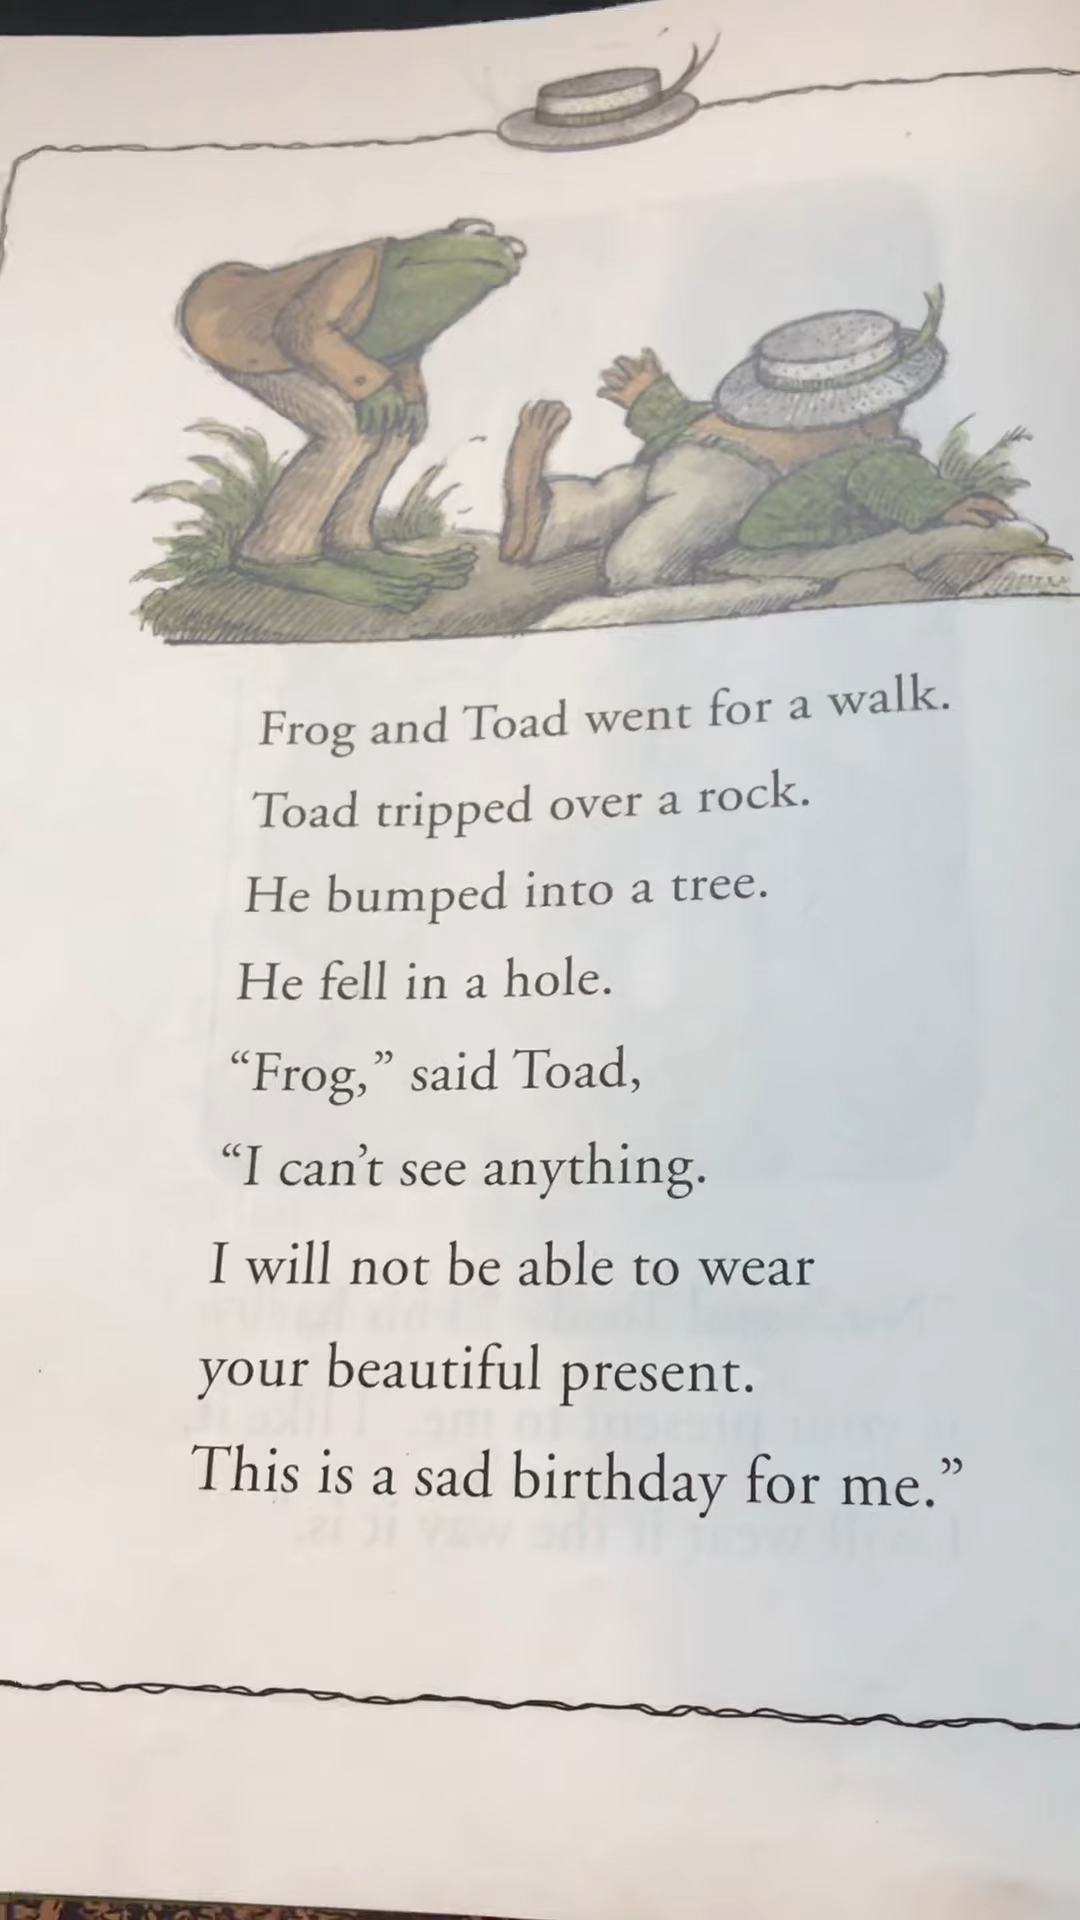 Frog and Toad went for a walk.
Toad tripped over a rock.
He bumped into a tree.
He fell in a hole.
“Frog,” said Toad,
“I can’t see anything.
I will not be able to wear
your beautiful present.
This is a sad birthday for me.”